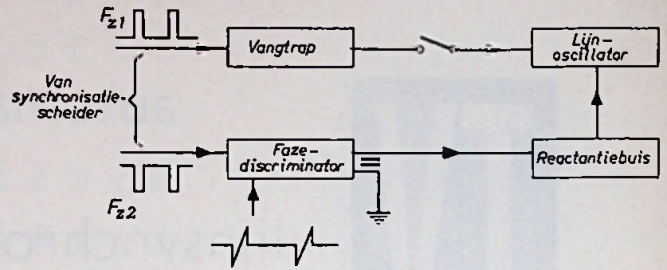 Fz1
Vangtrap
Lijn-
oscillator
Van
synchronisatie-
scheider
Faze-
discriminator
Reactantiebuis
Fz2